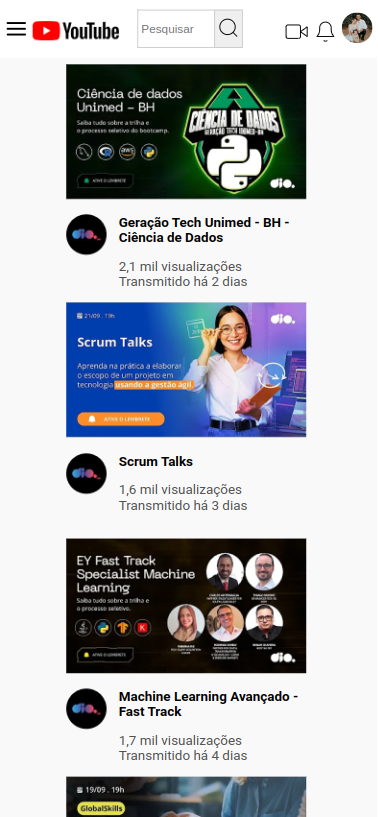 YouTube
Pesquisar
Ciência de dados
Unimed - BH
Saiba tudo sobre a trilha e
o processo seletivo do bootcamp.
aws
ATIVE O LEMBRETE
CIÊNCIA DE DADOS
GERAÇÃO TECH UNIMED-BH
dio.
dio.
Geração Tech Unimed - BH -
Ciência de Dados
2,1 mil visualizações
Transmitido há 2 dias
21/09 . 19h
dio.
Scrum Talks
Aprenda na prática a elaborar
o escopo de um projeto em
tecnologia usando a gestão ágil.
ATIVE O LEMBRETE
dio.
Scrum Talks
1,6 mil visualizações
Transmitido há 3 dias
EY Fast Track
Specialist Machine
Learning
Saiba tudo sobre a trilha e
o processo seletivo.
ATIVE O LEMBRETE
dio.
dio.
Machine Learning Avançado -
Fast Track
1,7 mil visualizações
Transmitido há 4 dias
19/09 . 19h
GlobalSkills